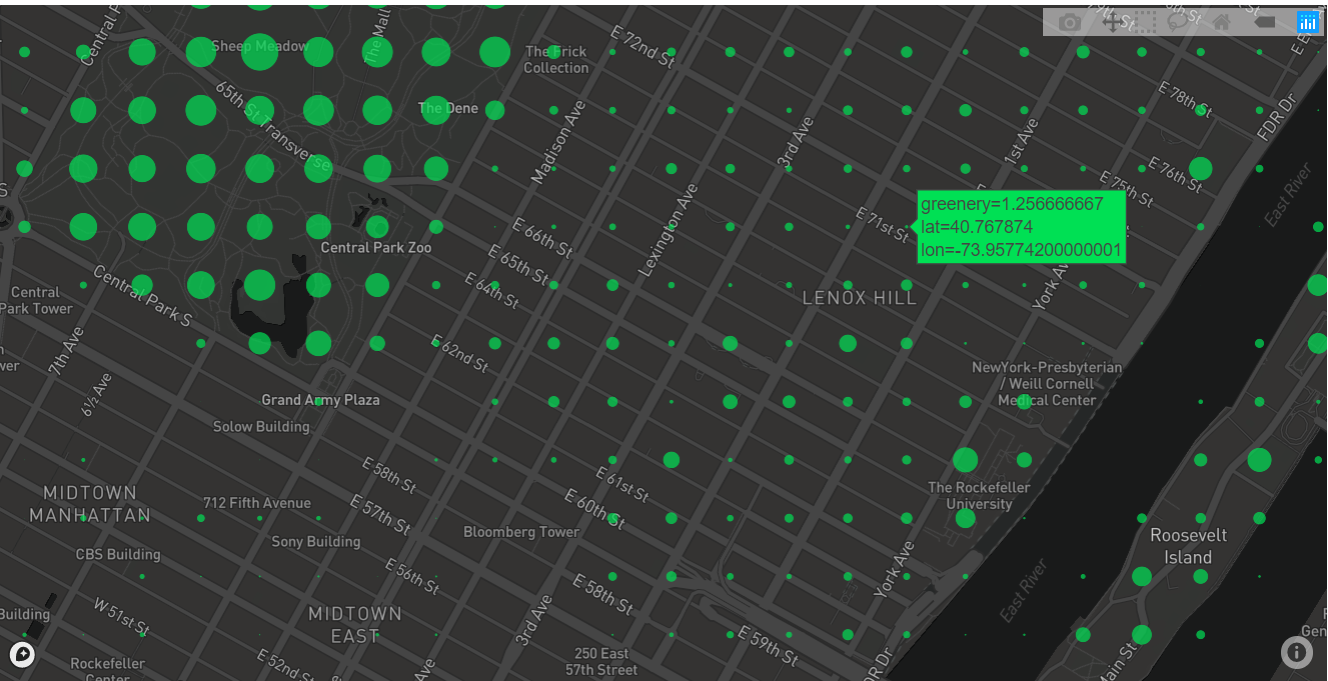 Central
The Mall
Sheep Meadow
The Frick
Collection
E 72nd St
79th St
65th St Transverse
The Dene
Madison Ave
3rd Ave
1st Ave
E 78th St
FDR Dr
E 76th St
E 75th St
East River
greenery=1.256666667
lat=40.767874
lon=-73.95774200000001
E 71st St
E 66th St
E 65th St
E 64th St
Lexington Ave
Central Park Zoo
Central Park S
Central
Park Tower
LENOX HILL
York Av
7th Ave
6½ Ave
E 62nd St
Grand Army Plaza
Solow Building
NewYork-Presbyterian
/ Weill Cornell
Medical Center
MIDTOWN
MANHATTAN
712 Fifth Avenue
E 58th St
E 57th St
E 61st St
E 60th St
The Rockefeller
University
CBS Building
Sony Building
Bloomberg Tower
Roosevelt
Island
E 56th St
W 51st St
Building
MIDTOWN
EAST
3rd Ave
E 58th St
York Ave
East River
E 59th St
Rockefeller
Center
E 52nd St
Ave
250 East
57th Street
FDR Dr
Main St